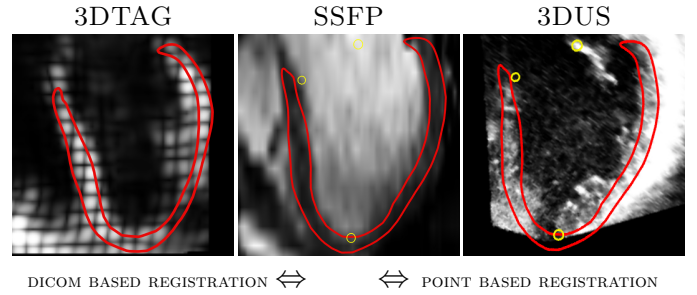 3DTAG SSFP 3DUS
DICOM BASED REGISTRATION ⇔ ⇔ POINT BASED REGISTRATION